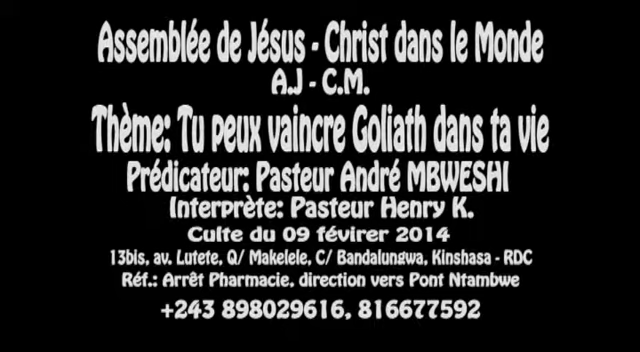 Assemblée de Jésus - Christ dans le Monde
A.J - C.M.
Thème: Tu peux vaincre Goliath dans ta vie
Prédicateur: Pasteur André MBWESHI
Interprète: Pasteur Henry K.
Culte du 09 févirer 2014
13bis, av. Lutete, Q/ Makelele, C/ Bandalungwa, Kinshasa - RDC
Réf.: Arrêt Pharmacie, direction vers Pont Ntambwe
+243 898029616, 816677592